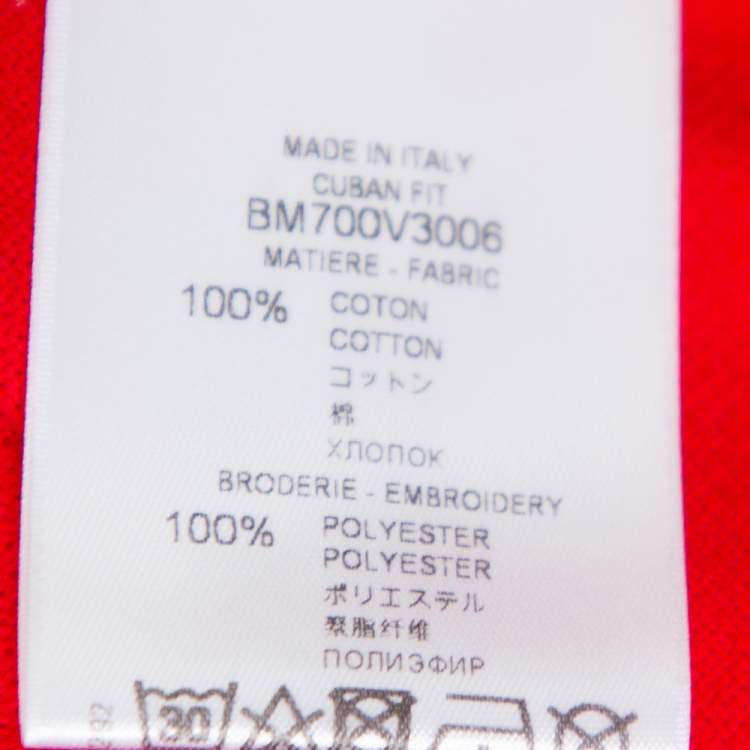 MADE IN ITALY
CUBAN FIT
BM700V3006
MATIERE - FABRIC
100% COTON
COTTON
コットン
棉
ХЛОПОК
BRODERIE - EMBROIDERY
100% POLYESTER
POLYESTER
ポリエステル
聚脂纤维
ПОЛИЭФИР
30